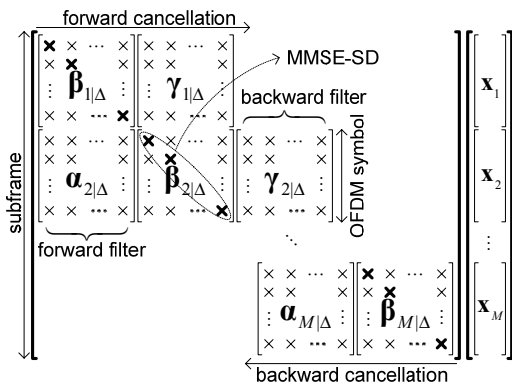 forward cancellation
MMSE-SD
β1|Δ
γ1|Δ
x1
backward filter
subframe
α2|Δ
β2|Δ
γ2|Δ
OFDM symbol
x2
forward filter
αM|Δ
βM|Δ
xM
backward cancellation